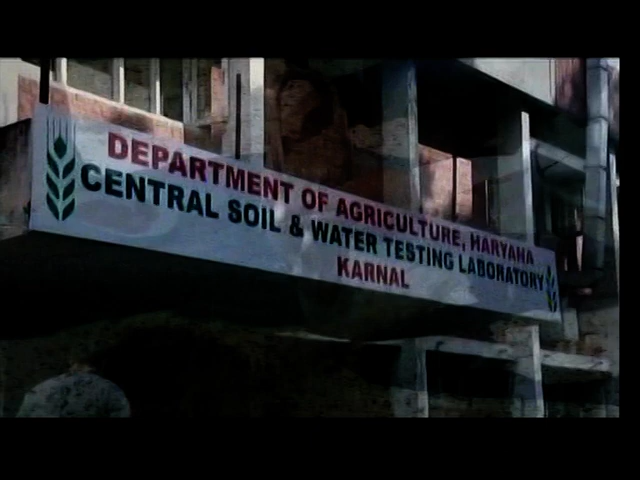 DEPARTMENT OF AGRICULTURE, HARYANA
CENTRAL SOIL & WATER TESTING LABORATORY
KARNAL